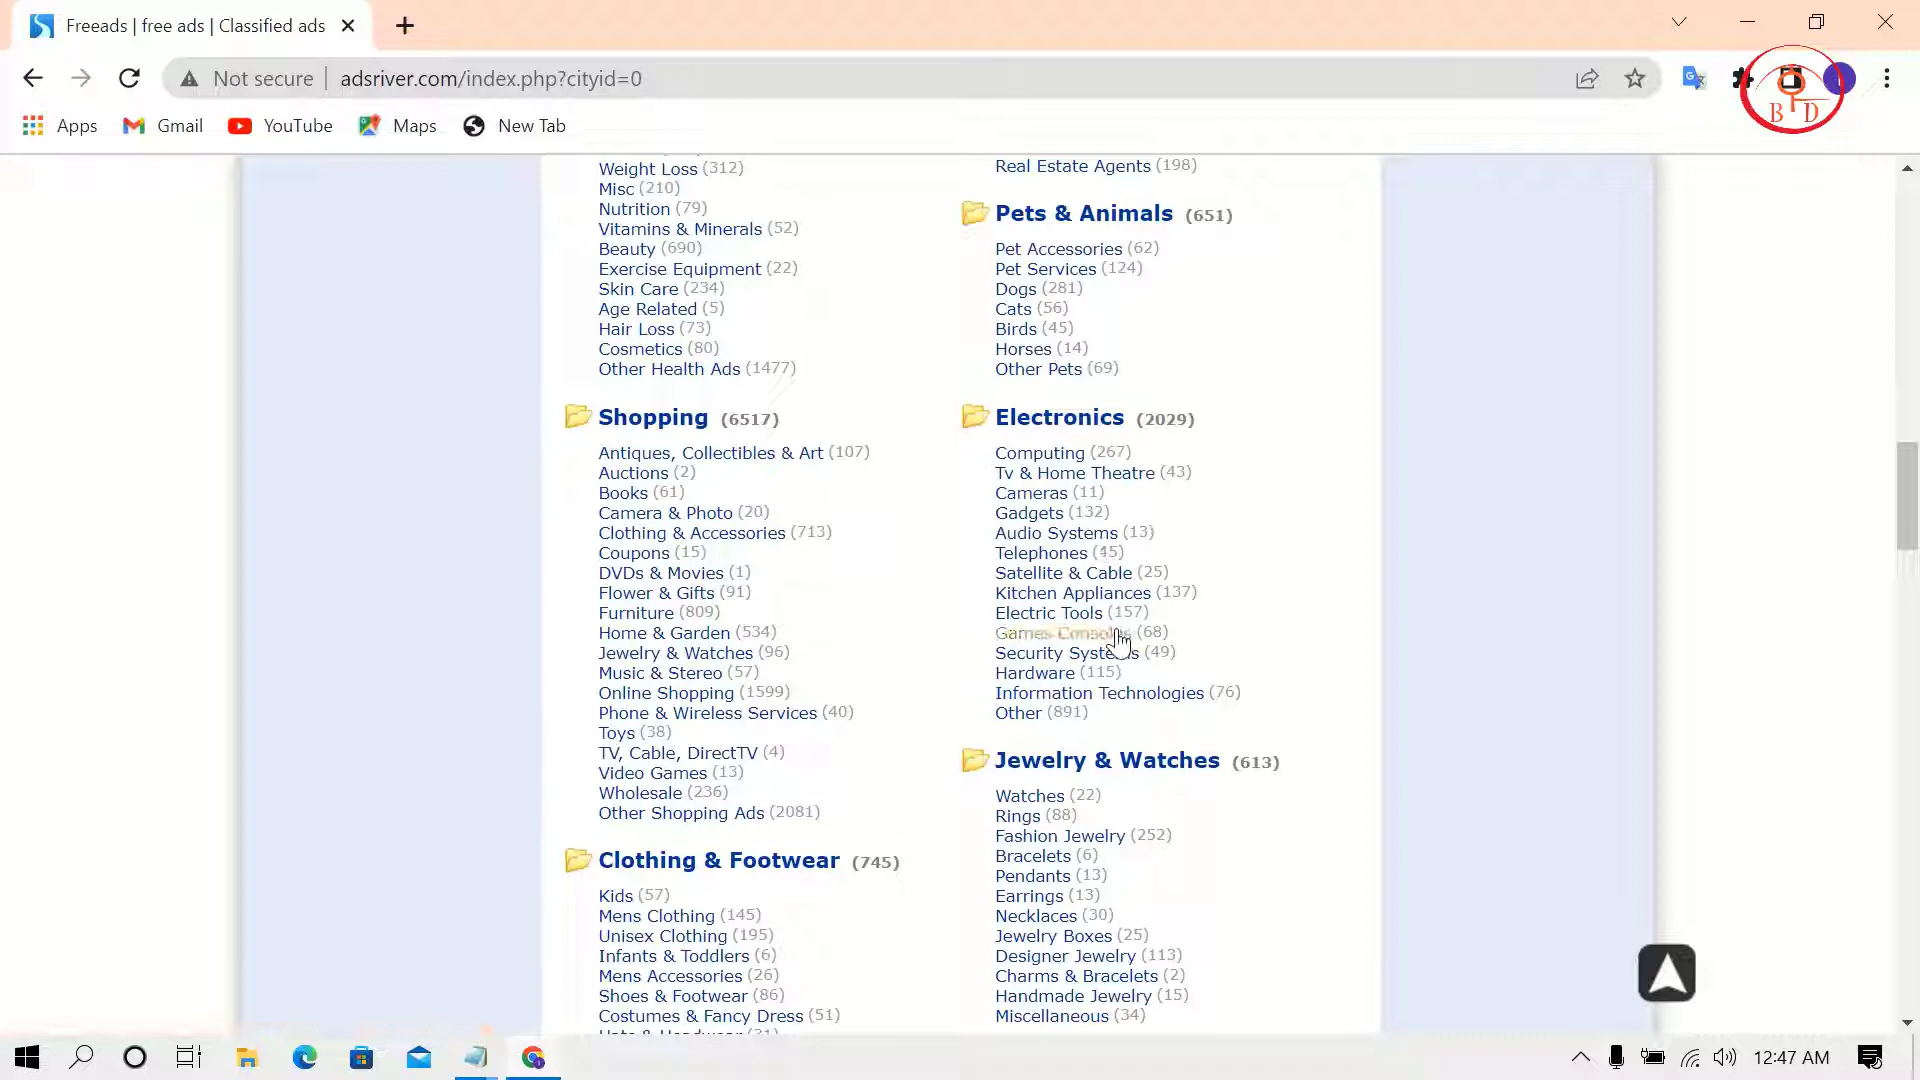 Freeads | free ads | Classified ads
Not secure
adsriver.com/index.php?cityid=0
B D
Apps
Gmail
YouTube
Maps
New Tab
Weight Loss (312)
Misc (210)
Nutrition (79)
Vitamins & Minerals (52)
Beauty (690)
Exercise Equipment (22)
Skin Care (234)
Age Related (5)
Hair Loss (73)
Cosmetics (80)
Other Health Ads (1477)
Shopping (6517)
Antiques, Collectibles & Art (107)
Auctions (2)
Books (61)
Camera & Photo (20)
Clothing & Accessories (713)
Coupons (15)
DVDs & Movies (1)
Flower & Gifts (91)
Furniture (809)
Home & Garden (534)
Jewelry & Watches (96)
Music & Stereo (57)
Online Shopping (1599)
Phone & Wireless Services (40)
Toys (38)
TV, Cable, DirectTV (4)
Video Games (13)
Wholesale (236)
Other Shopping Ads (2081)
Clothing & Footwear (745)
Kids (57)
Mens Clothing (145)
Unisex Clothing (195)
Infants & Toddlers (6)
Mens Accessories (26)
Shoes & Footwear (86)
Costumes & Fancy Dress (51)
Real Estate Agents (198)
Pets & Animals (651)
Pet Accessories (62)
Pet Services (124)
Dogs (281)
Cats (56)
Birds (45)
Horses (14)
Other Pets (69)
Electronics (2029)
Computing (267)
Tv & Home Theatre (43)
Cameras (11)
Gadgets (132)
Audio Systems (13)
Telephones (45)
Satellite & Cable (25)
Kitchen Appliances (137)
Electric Tools (157)
Games Consoles (68)
Security Systems (49)
Hardware (115)
Information Technologies (76)
Other (891)
Jewelry & Watches (613)
Watches (22)
Rings (88)
Fashion Jewelry (252)
Bracelets (6)
Pendants (13)
Earrings (13)
Necklaces (30)
Jewelry Boxes (25)
Designer Jewelry (113)
Charms & Bracelets (2)
Handmade Jewelry (15)
Miscellaneous (34)
12:47 AM